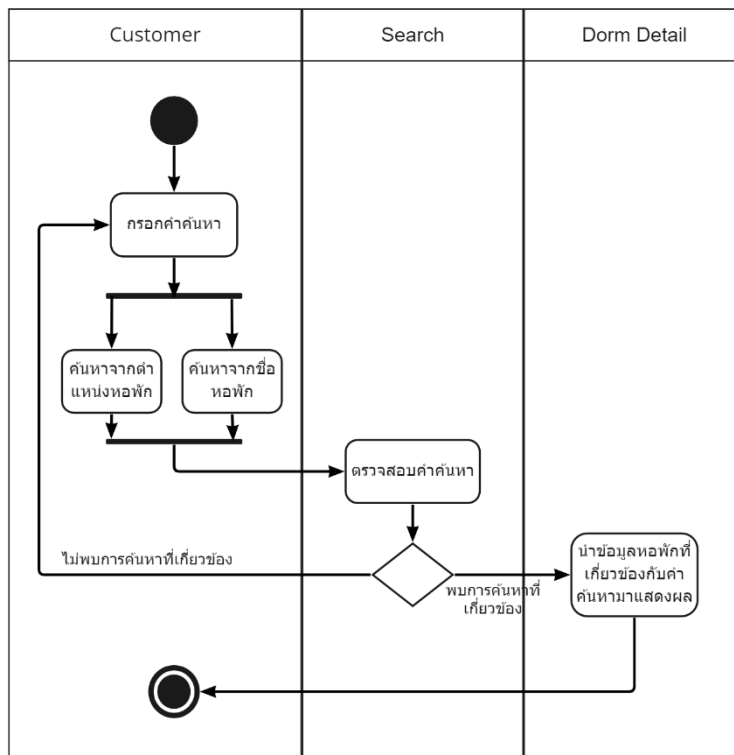 Customer
Search
Dorm Detail
กรอกคำค้นหา
ค้นหาจากตำ
แหน่งหอพัก
ค้นหาจากชื่อ
หอพัก
ตรวจสอบคำค้นหา
ไม่พบการค้นหาที่เกี่ยวข้อง
พบการค้นหาที่
เกี่ยวข้อง
นำข้อมูลหอพักที่
เกี่ยวข้องกับคำ
ค้นหามาแสดงผล